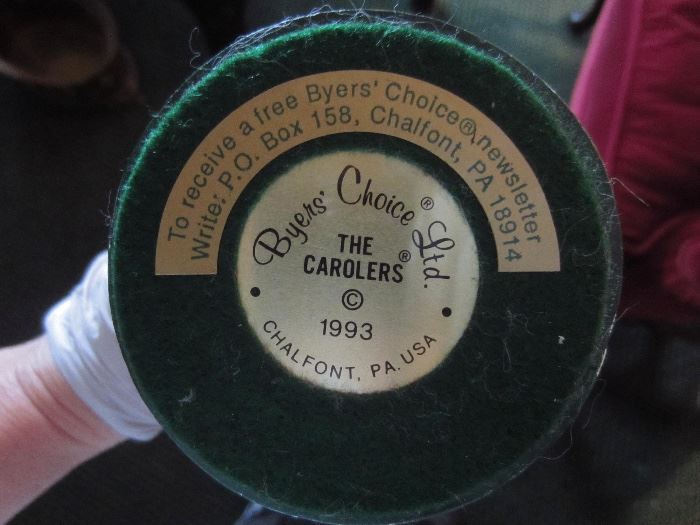 To receive a free Byers' Choice® newsletter
Write: P.O. Box 158, Chalfont, PA 18914
Byers' Choice® Ltd.
THE
CAROLERS®
©
1993
CHALFONT, PA. USA